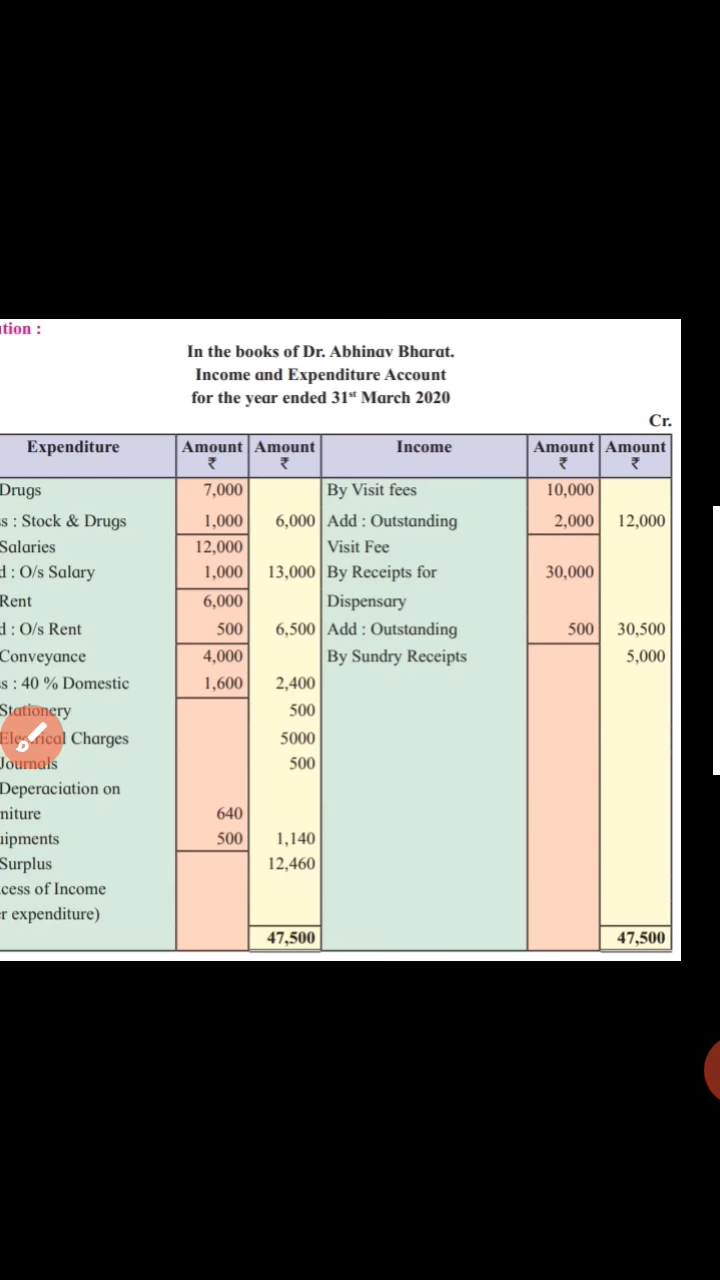 ution :
In the books of Dr. Abhinav Bharat.
Income and Expenditure Account
for the year ended 31st March 2020
Cr.
Expenditure Amount ₹ Amount ₹ Income Amount ₹ Amount ₹
Drugs 7,000 By Visit fees 10,000
s : Stock & Drugs 1,000 6,000 Add : Outstanding 2,000 12,000
Salaries 12,000 Visit Fee
d : O/s Salary 1,000 13,000 By Receipts for 30,000
Rent 6,000 Dispensary
d : O/s Rent 500 6,500 Add : Outstanding 500 30,500
Conveyance 4,000 By Sundry Receipts 5,000
s : 40 % Domestic 1,600 2,400
Stationery 500
Electrical Charges 5000
Journals 500
Deperaciation on
niture 640
uipments 500 1,140
Surplus 12,460
cess of Income
r expenditure)
47,500 47,500